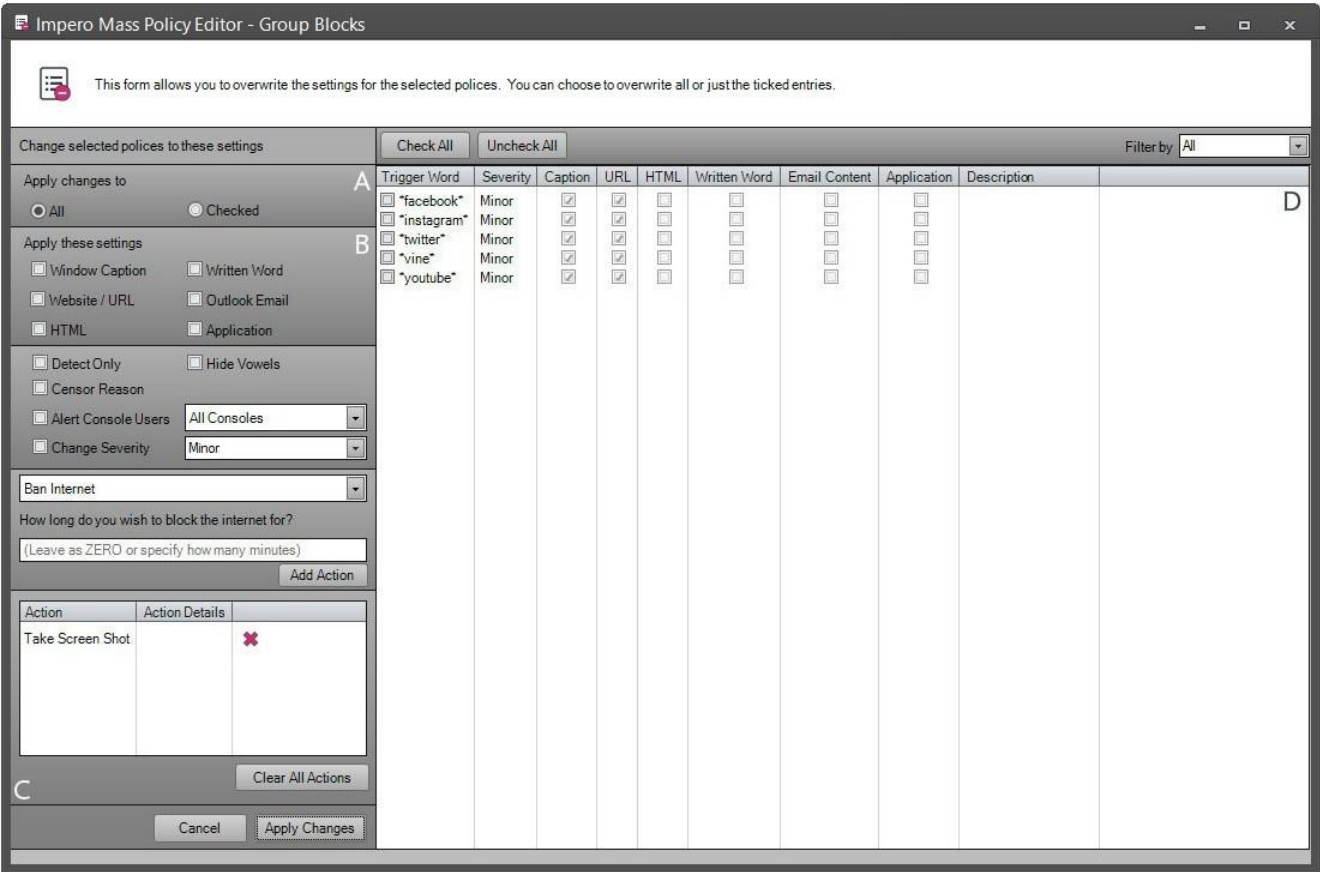 Impero Mass Policy Editor - Group Blocks
This form allows you to overwrite the settings for the selected polices. You can choose to overwrite all or just the ticked entries.
Change selected polices to these settings
Check All Uncheck All Filter by All
Apply changes to A
All Checked
Apply these settings B
Window Caption Written Word
Website / URL Outlook Email
HTML Application
Detect Only Hide Vowels
Censor Reason
Alert Console Users All Consoles
Change Severity Minor
Ban Internet
How long do you wish to block the internet for?
(Leave as ZERO or specify how many minutes)
Add Action
Action Action Details
Take Screen Shot
Clear All Actions
C
Cancel Apply Changes
Trigger Word Severity Caption URL HTML Written Word Email Content Application Description
D
*facebook* Minor
*instagram* Minor
*twitter* Minor
*vine* Minor
*youtube* Minor